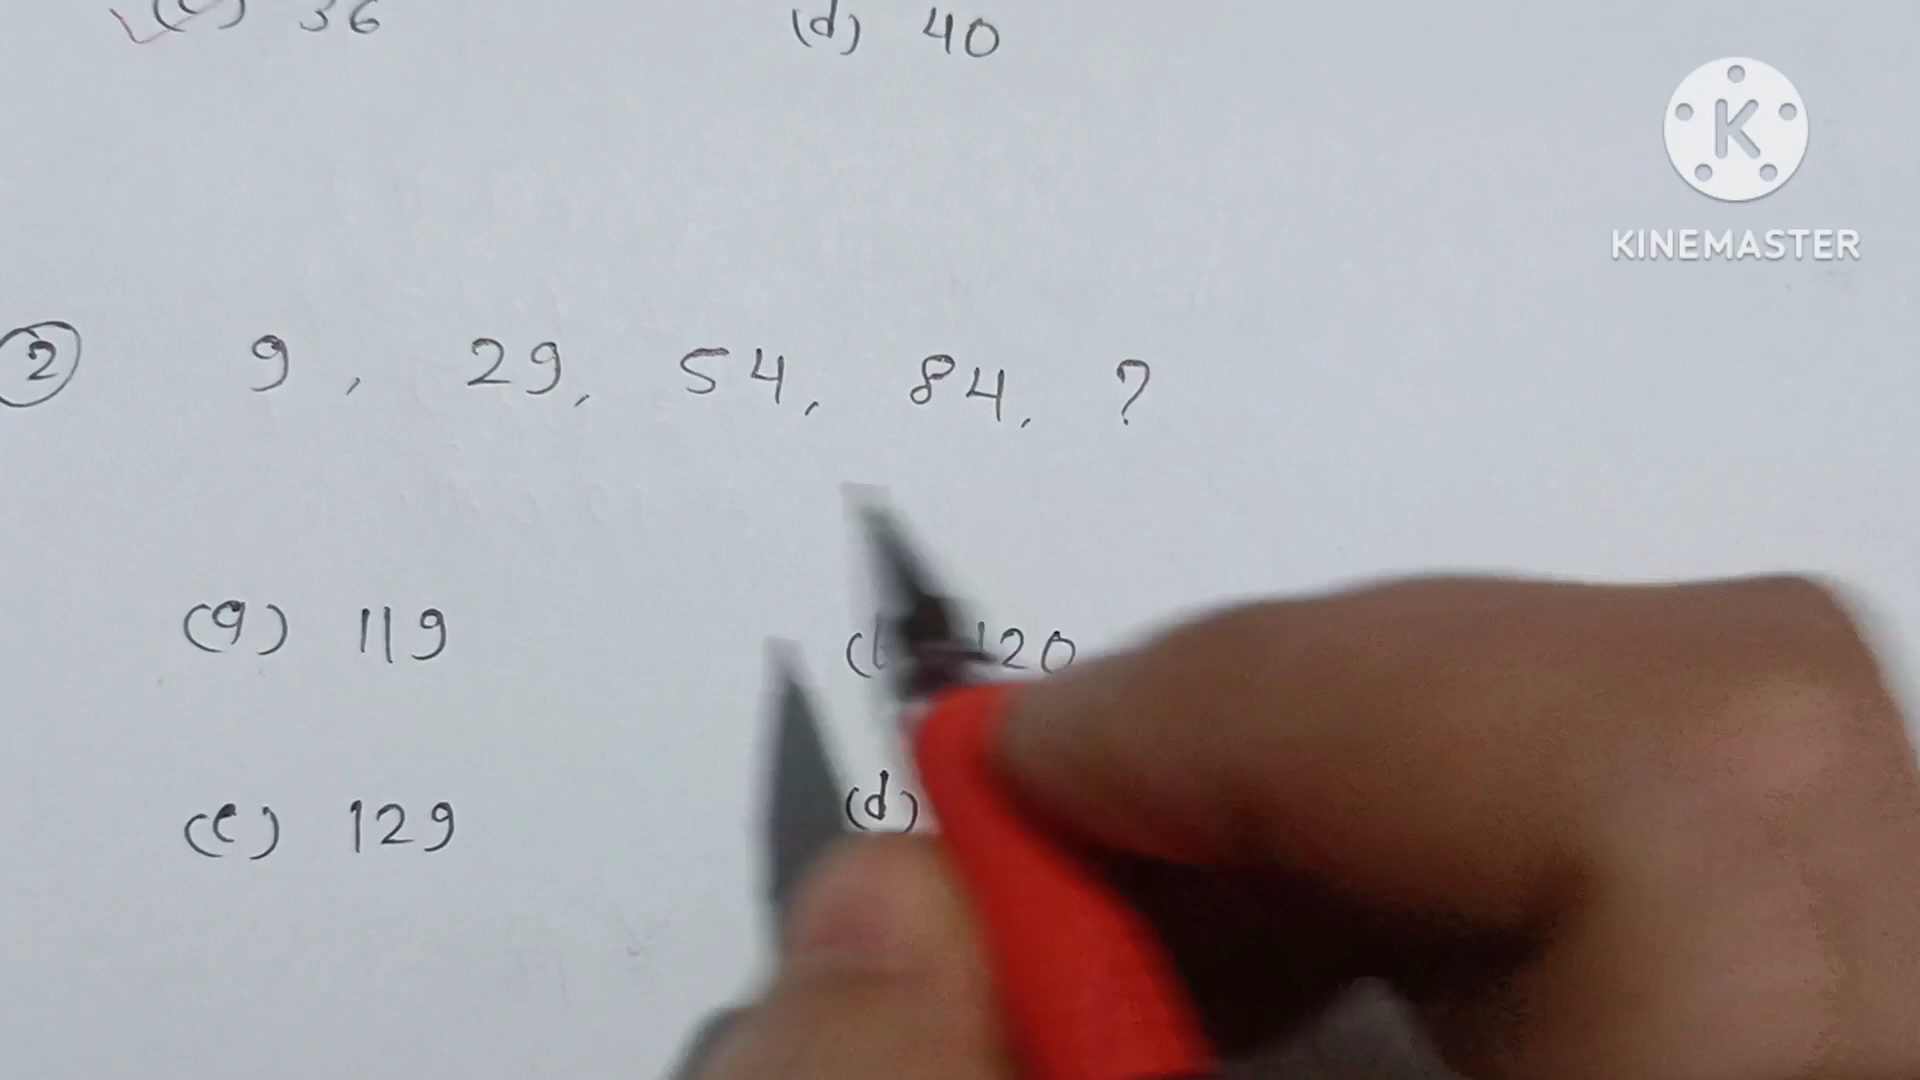 (c) 36 (d) 40
K
KINEMASTER
2 9, 29, 54, 84, ?
(a) 119 120
(c) 129 (d)